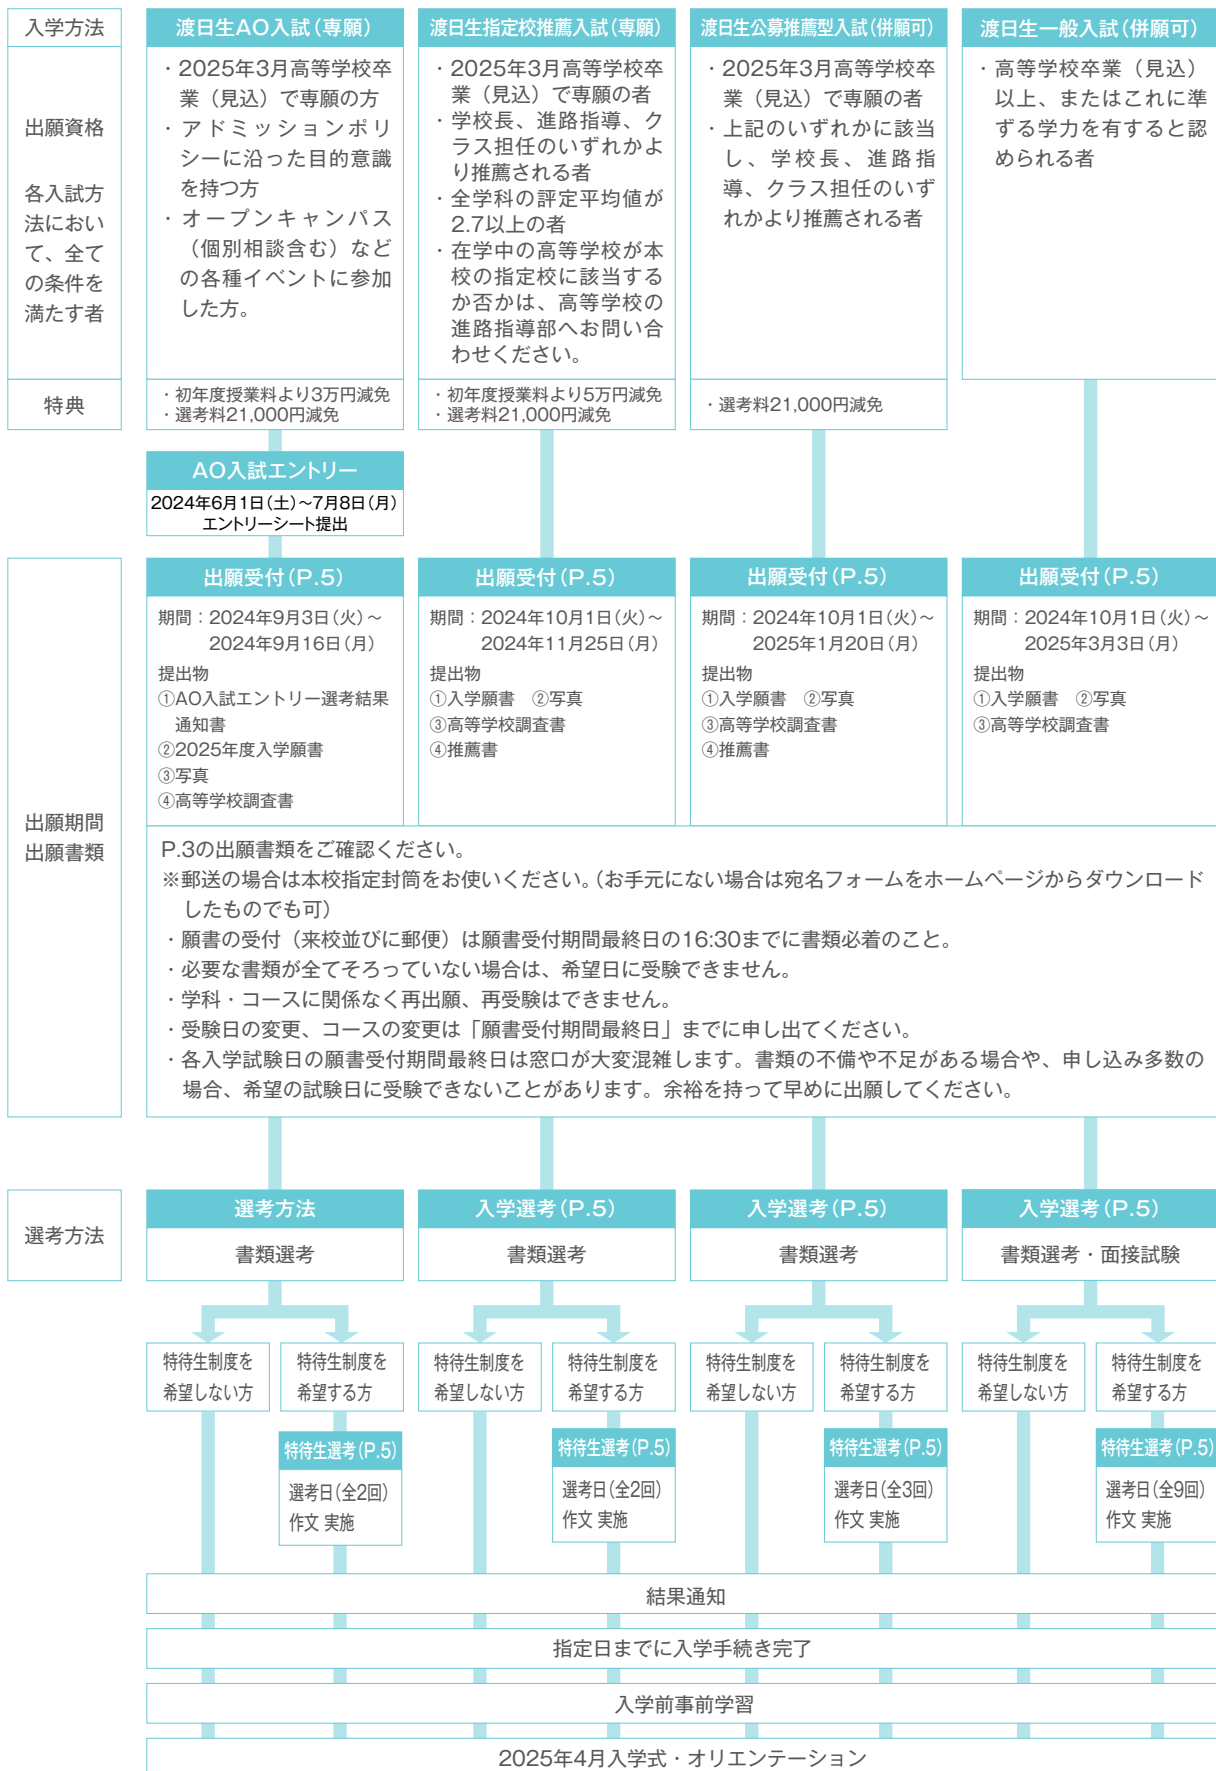 入学方法
渡日生AO入試（専願）
渡日生指定校推薦入試（専願）
渡日生公募推薦型入試（併願可）
渡日生一般入試（併願可）
出願資格
各入試方
法におい
て、全て
の条件を
満たす者
・2025年3月高等学校卒
業（見込）で専願の方
・アドミッションポリ
シーに沿った目的意識
を持つ方
・オープンキャンパス
（個別相談含む）など
の各種イベントに参加
した方。
・2025年3月高等学校卒
業（見込）で専願の者
・学校長、進路指導、ク
ラス担任のいずれかよ
り推薦される者
・全学科の評定平均値が
2.7以上の者
・在学中の高等学校が本
校の指定校に該当する
か否かは、高等学校の
進路指導部へお問い合
わせください。
・2025年3月高等学校卒
業（見込）で専願の者
・上記のいずれかに該当
し、学校長、進路指
導、クラス担任のいず
れかより推薦される者
・高等学校卒業（見込）
以上、またはこれに準
ずる学力を有すると認
められる者
特典
・初年度授業料より3万円減免
・選考料21,000円減免
・初年度授業料より5万円減免
・選考料21,000円減免
・選考料21,000円減免
AO入試エントリー
2024年6月1日（土）～7月8日（月）
エントリーシート提出
出願期間
出願書類
出願受付（P.5）
期間：2024年9月3日（火）～
2024年9月16日（月）
提出物
①AO入試エントリー選考結果
通知書
②2025年度入学願書
③写真
④高等学校調査書
出願受付（P.5）
期間：2024年10月1日（火）～
2024年11月25日（月）
提出物
①入学願書　②写真
③高等学校調査書
④推薦書
出願受付（P.5）
期間：2024年10月1日（火）～
2025年1月20日（月）
提出物
①入学願書　②写真
③高等学校調査書
④推薦書
出願受付（P.5）
期間：2024年10月1日（火）～
2025年3月3日（月）
提出物
①入学願書　②写真
③高等学校調査書
P.3の出願書類をご確認ください。
※郵送の場合は本校指定封筒をお使いください。（お手元にない場合は宛名フォームをホームページからダウンロード
したものでも可）
・願書の受付（来校並びに郵便）は願書受付期間最終日の16:30までに書類必着のこと。
・必要な書類が全てそろっていない場合は、希望日に受験できません。
・学科・コースに関係なく再出願、再受験はできません。
・受験日の変更、コースの変更は「願書受付期間最終日」までに申し出てください。
・各入学試験日の願書受付期間最終日は窓口が大変混雑します。書類の不備や不足がある場合や、申し込み多数の
場合、希望の試験日に受験できないことがあります。余裕を持って早めに出願してください。
選考方法
選考方法
書類選考
入学選考（P.5）
書類選考
入学選考（P.5）
書類選考
入学選考（P.5）
書類選考・面接試験
特待生制度を
希望しない方
特待生制度を
希望する方
特待生制度を
希望しない方
特待生制度を
希望する方
特待生制度を
希望しない方
特待生制度を
希望する方
特待生制度を
希望しない方
特待生制度を
希望する方
特待生選考（P.5）
選考日（全2回）
作文 実施
特待生選考（P.5）
選考日（全2回）
作文 実施
特待生選考（P.5）
選考日（全3回）
作文 実施
特待生選考（P.5）
選考日（全9回）
作文 実施
結果通知
指定日までに入学手続き完了
入学前事前学習
2025年4月入学式・オリエンテーション